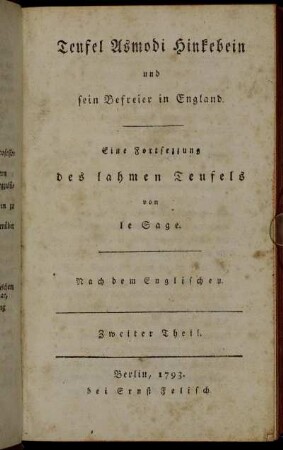 Teufel Asmodi Hinkebein
und
sein Befreier in England.
Eine Fortsetzung
des lahmen Teufels
von
le Sage.
Nach dem Englischen.
Zweiter Theil.
Berlin, 1793.
bei Ernst Felisch.